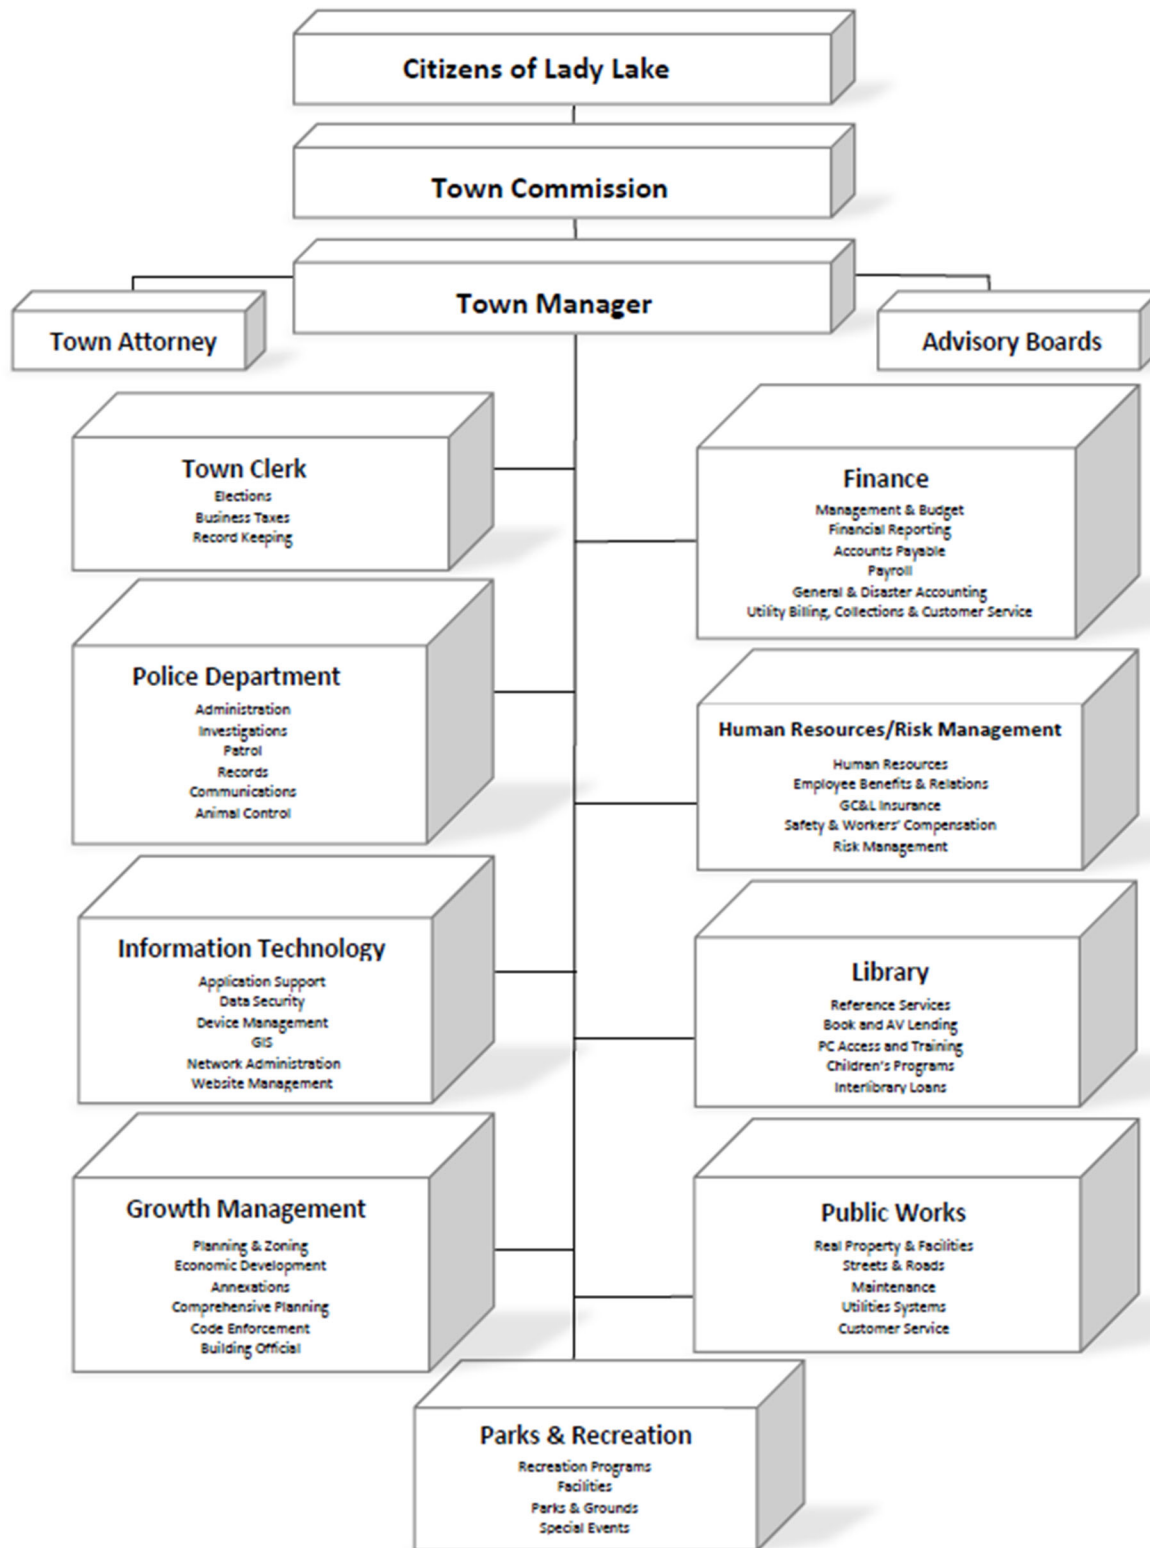 Citizens of Lady Lake
Town Commission
Town Manager
Town Attorney
Advisory Boards
Town Clerk
Elections
Business Taxes
Record Keeping
Finance
Management & Budget
Financial Reporting
Accounts Payable
Payroll
General & Disaster Accounting
Utility Billing, Collections & Customer Service
Police Department
Administration
Investigations
Patrol
Records
Communications
Animal Control
Human Resources/Risk Management
Human Resources
Employee Benefits & Relations
GC&L Insurance
Safety & Workers' Compensation
Risk Management
Information Technology
Application Support
Data Security
Device Management
GIS
Network Administration
Website Management
Library
Reference Services
Book and AV Lending
PC Access and Training
Children's Programs
Interlibrary Loans
Growth Management
Planning & Zoning
Economic Development
Annexations
Comprehensive Planning
Code Enforcement
Building Official
Public Works
Real Property & Facilities
Streets & Roads
Maintenance
Utilities Systems
Customer Service
Parks & Recreation
Recreation Programs
Facilities
Parks & Grounds
Special Events